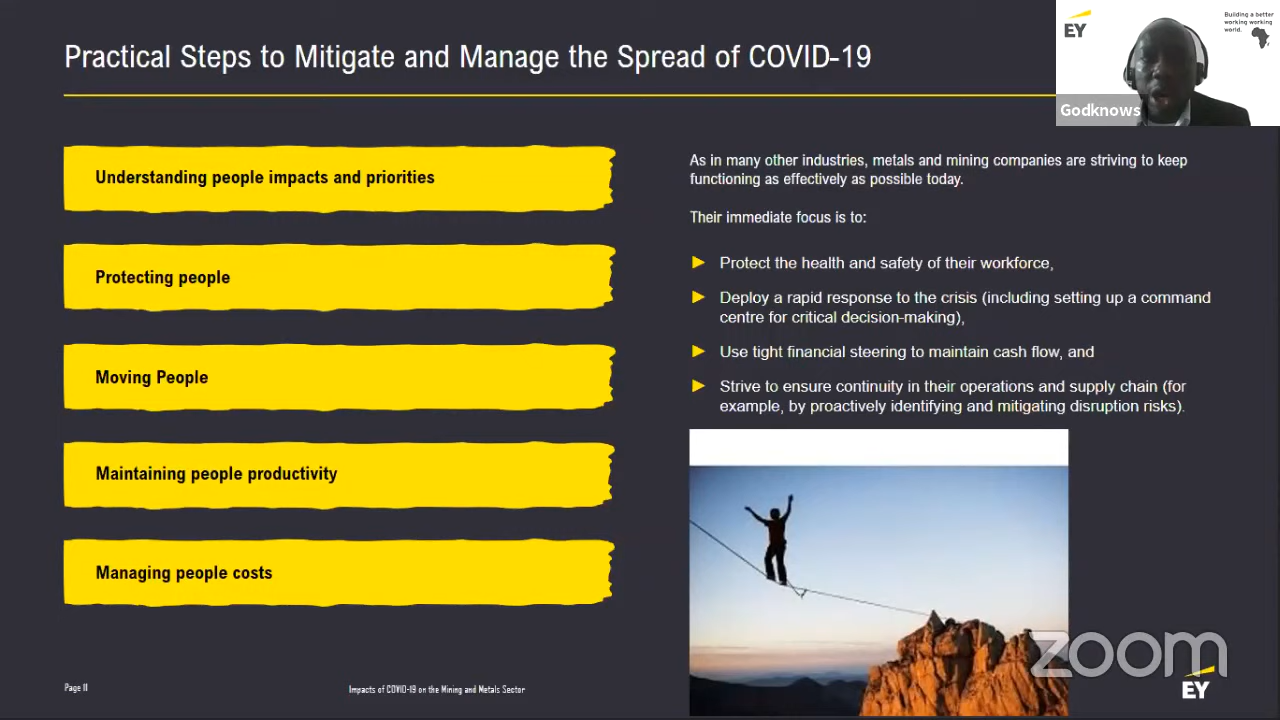 Practical Steps to Mitigate and Manage the Spread of COVID-19
EY
Building a better
working working
world.
Godknows
Understanding people impacts and priorities
Protecting people
Moving People
Maintaining people productivity
Managing people costs
As in many other industries, metals and mining companies are striving to keep
functioning as effectively as possible today.
Their immediate focus is to:
Protect the health and safety of their workforce,
Deploy a rapid response to the crisis (including setting up a command
centre for critical decision-making),
Use tight financial steering to maintain cash flow, and
Strive to ensure continuity in their operations and supply chain (for
example, by proactively identifying and mitigating disruption risks).
zoom
Page 11
Impacts of COVID-19 on the Mining and Metals Sector
EY